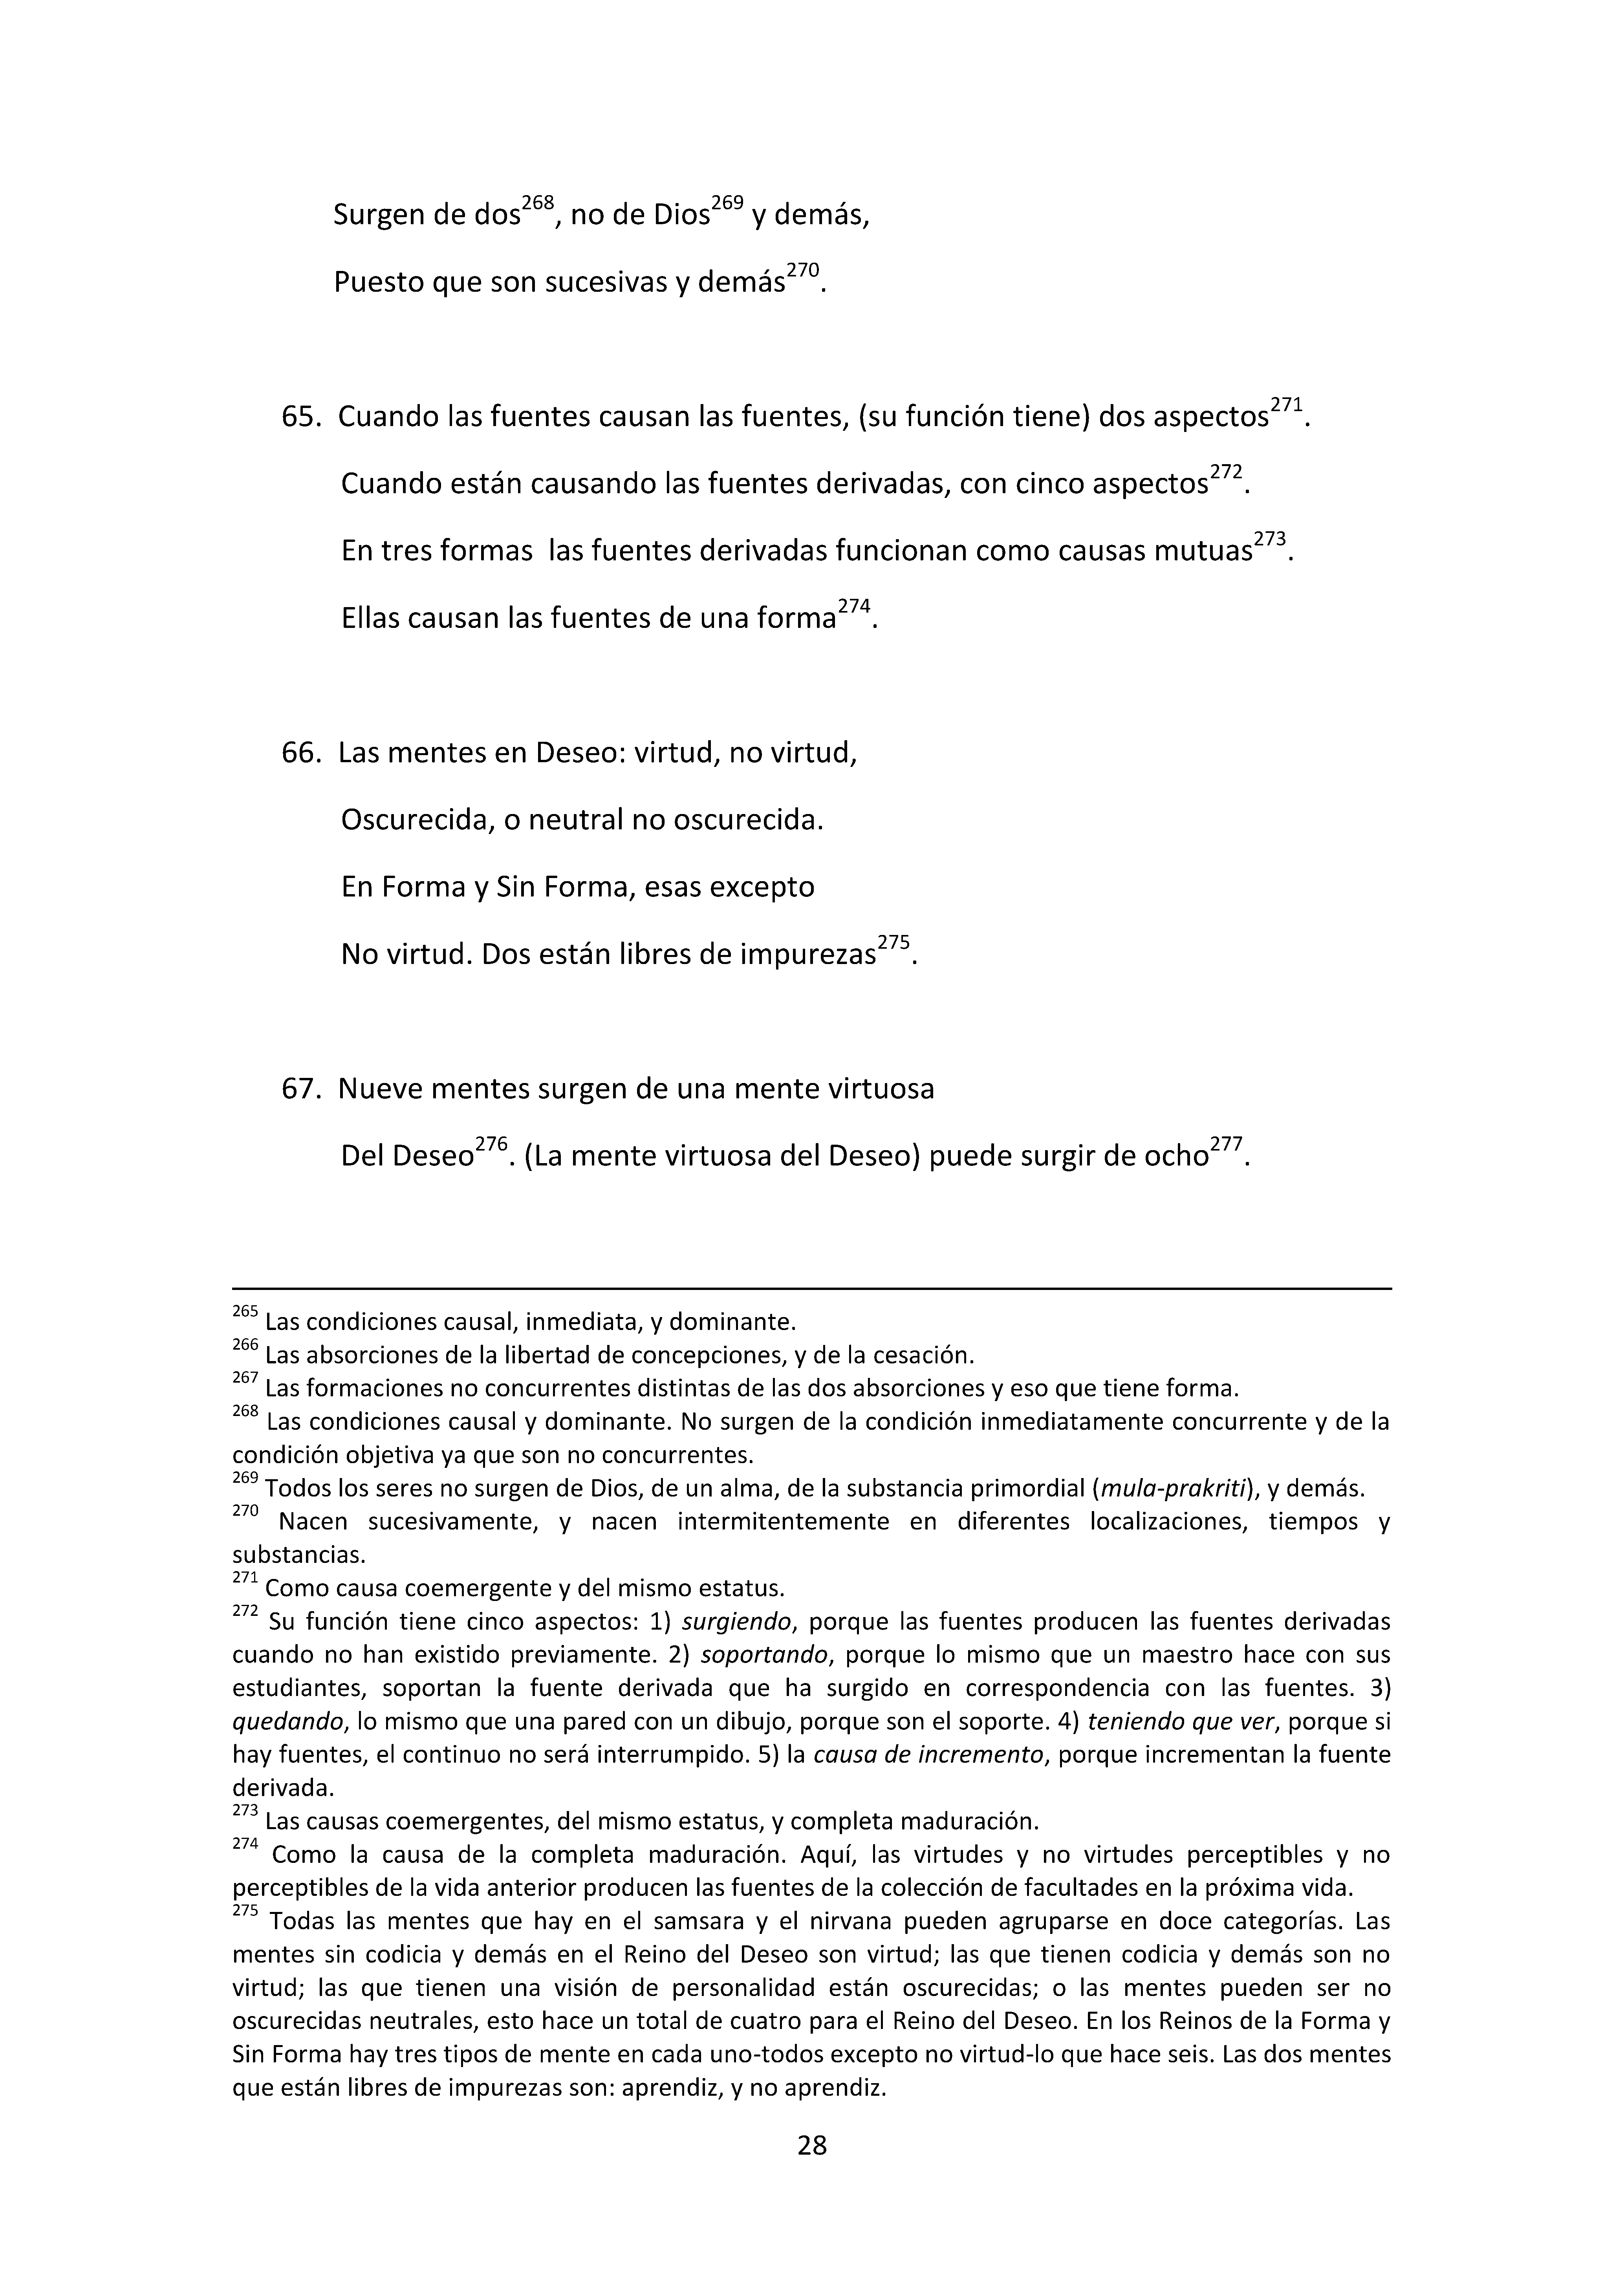 Surgen de dos268, no de Dios269 y demás,
Puesto que son sucesivas y demás270.
65. Cuando las fuentes causan las fuentes, (su función tiene) dos aspectos271.
Cuando están causando las fuentes derivadas, con cinco aspectos272.
En tres formas  las fuentes derivadas funcionan como causas mutuas273.
Ellas causan las fuentes de una forma274.
66. Las mentes en Deseo: virtud, no virtud,
Oscurecida, o neutral no oscurecida.
En Forma y Sin Forma, esas excepto
No virtud. Dos están libres de impurezas275.
67. Nueve mentes surgen de una mente virtuosa
Del Deseo276. (La mente virtuosa del Deseo) puede surgir de ocho277.
265 Las condiciones causal, inmediata, y dominante.
266 Las absorciones de la libertad de concepciones, y de la cesación.
267 Las formaciones no concurrentes distintas de las dos absorciones y eso que tiene forma.
268 Las condiciones causal y dominante. No surgen de la condición inmediatamente concurrente y de la
condición objetiva ya que son no concurrentes.
269 Todos los seres no surgen de Dios, de un alma, de la substancia primordial (mula-prakriti), y demás.
270 Nacen sucesivamente, y nacen intermitentemente en diferentes localizaciones, tiempos y
substancias.
271 Como causa coemergente y del mismo estatus.
272 Su función tiene cinco aspectos: 1) surgiendo, porque las fuentes producen las fuentes derivadas
cuando no han existido previamente. 2) soportando, porque lo mismo que un maestro hace con sus
estudiantes, soportan la fuente derivada que ha surgido en correspondencia con las fuentes. 3)
quedando, lo mismo que una pared con un dibujo, porque son el soporte. 4) teniendo que ver, porque si
hay fuentes, el continuo no será interrumpido. 5) la causa de incremento, porque incrementan la fuente
derivada.
273 Las causas coemergentes, del mismo estatus, y completa maduración.
274 Como la causa de la completa maduración. Aquí, las virtudes y no virtudes perceptibles y no
perceptibles de la vida anterior producen las fuentes de la colección de facultades en la próxima vida.
275 Todas las mentes que hay en el samsara y el nirvana pueden agruparse en doce categorías. Las
mentes sin codicia y demás en el Reino del Deseo son virtud; las que tienen codicia y demás son no
virtud; las que tienen una visión de personalidad están oscurecidas; o las mentes pueden ser no
oscurecidas neutrales, esto hace un total de cuatro para el Reino del Deseo. En los Reinos de la Forma y
Sin Forma hay tres tipos de mente en cada uno-todos excepto no virtud-lo que hace seis. Las dos mentes
que están libres de impurezas son: aprendiz, y no aprendiz.
28